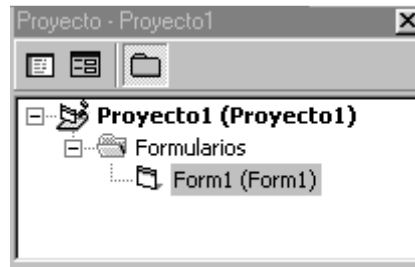 Proyecto - Proyecto1
Proyecto1 (Proyecto1)
Formularios
Form1 (Form1)